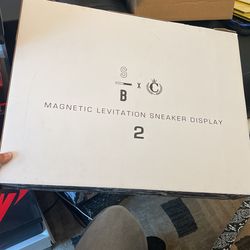 S
B X C
MAGNETIC LEVITATION SNEAKER DISPLAY
2